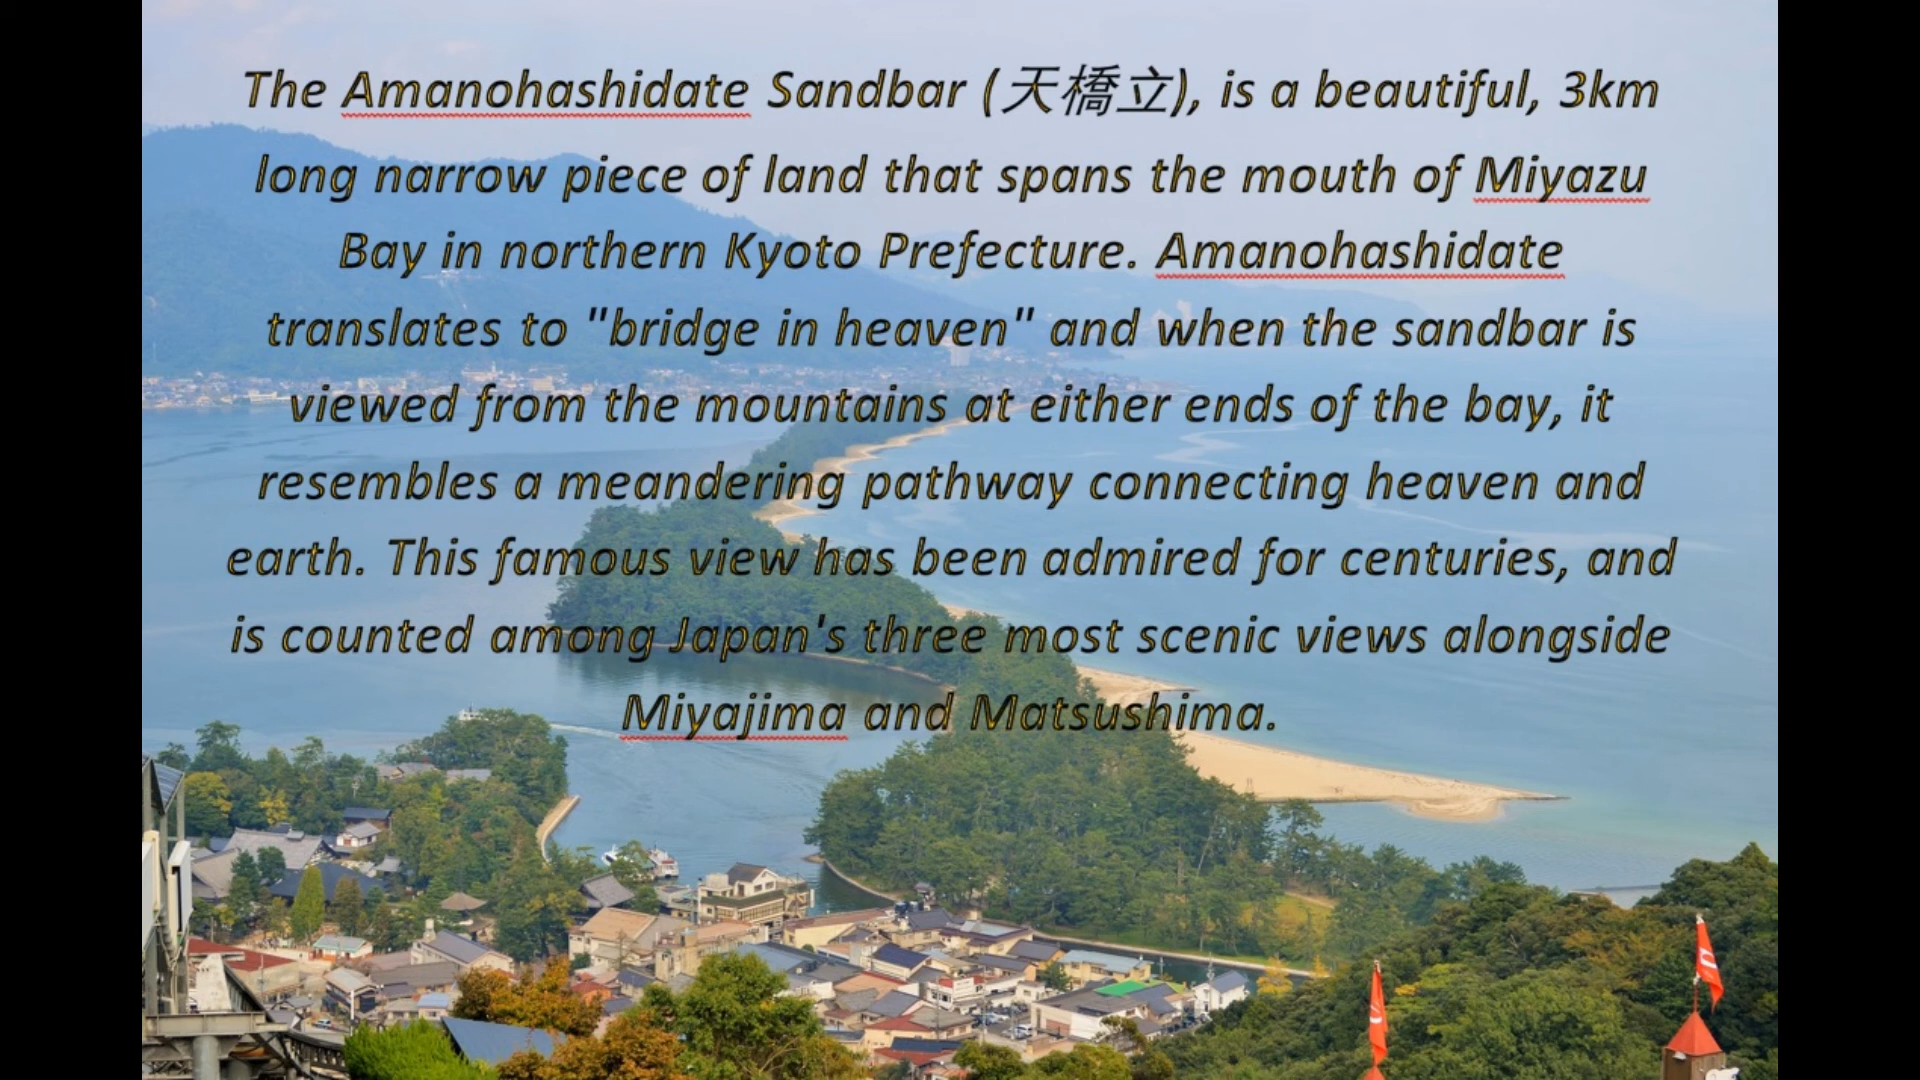 The Amanohashidate Sandbar (天橋立), is a beautiful, 3km
long narrow piece of land that spans the mouth of Miyazu
Bay in northern Kyoto Prefecture. Amanohashidate
translates to "bridge in heaven" and when the sandbar is
viewed from the mountains at either ends of the bay, it
resembles a meandering pathway connecting heaven and
earth. This famous view has been admired for centuries, and
is counted among Japan's three most scenic views alongside
Miyajima and Matsushima.